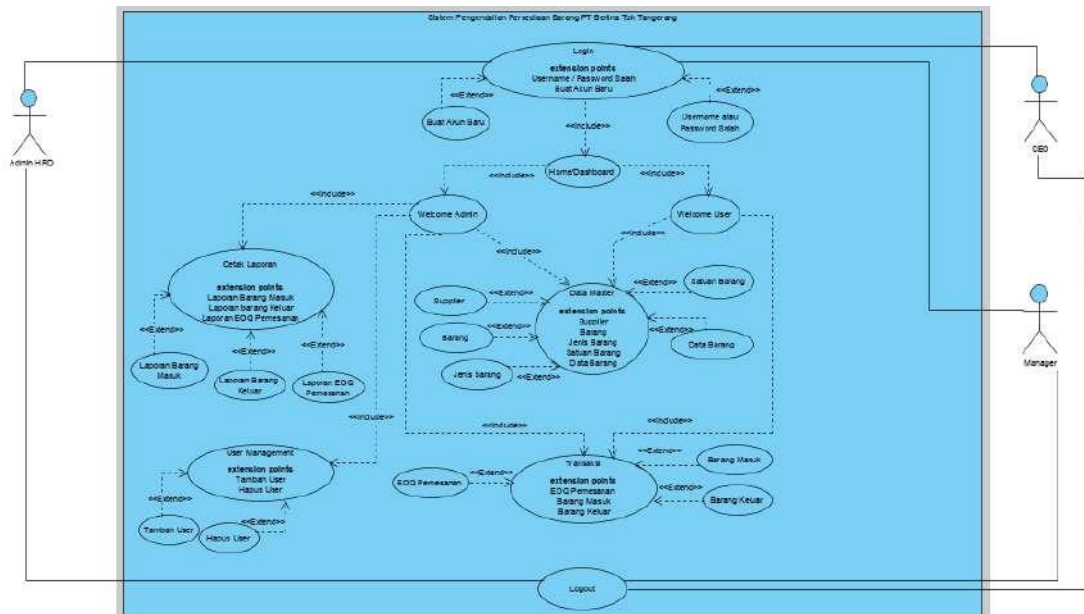 Sistem Pengendalian Persediaan Barang PT Berlina Tbk Tangerang
Login
extension points
Username / Password Salah
Buat Akun Baru
<<Extend>>
<<Extend>>
Buat Akun Baru
Username atau
Password Salah
<<Include>>
Admin HRD
CEO
Home/Dashboard
<<Include>>
<<Include>>
<<Include>>
Welcome Admin
Welcome User
<<Include>>
<<Include>>
Cetak Laporan
extension points
Laporan Barang Masuk
Laporan barang Keluar
Laporan EOQ Pemesanan
<<Extend>>
<<Extend>>
<<Extend>>
Laporan Barang
Masuk
Laporan Barang
Keluar
Laporan EOQ
Pemesanan
Supplier
<<Extend>>
Data Master
<<Extend>>
Satuan Barang
extension points
Supplier
Barang
Jenis Barang
Satuan Barang
Data Barang
Barang
<<Extend>>
<<Extend>>
Data Barang
Jenis barang
<<Extend>>
Manager
<<Include>>
<<Include>>
<<Include>>
User Management
extension points
Tambah User
Hapus User
<<Extend>>
<<Extend>>
Tambah User
Hapus User
EOQ Pemesanan
<<Extend>>
Transaksi
extension points
EOQ Pemesanan
Barang Masuk
Barang Keluar
<<Extend>>
Barang Masuk
<<Extend>>
Barang Keluar
Logout